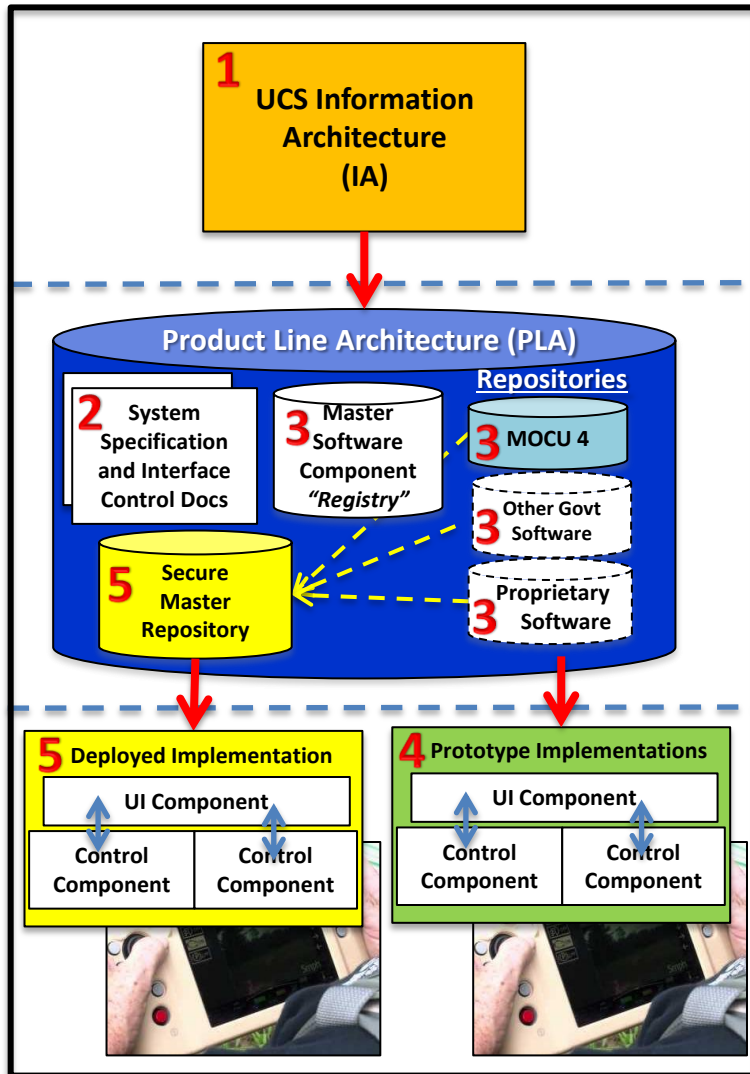 1
UCS Information
Architecture
(IA)
Product Line Architecture (PLA)
Repositories
2
System
Specification
and Interface
Control Docs
3
Master
Software
Component
“Registry”
3
MOCU 4
3
Other Govt
Software
3
Proprietary
Software
5
Secure
Master
Repository
5
Deployed Implementation
UI Component
Control
Component
Control
Component
4
Prototype Implementations
UI Component
Control
Component
Control
Component